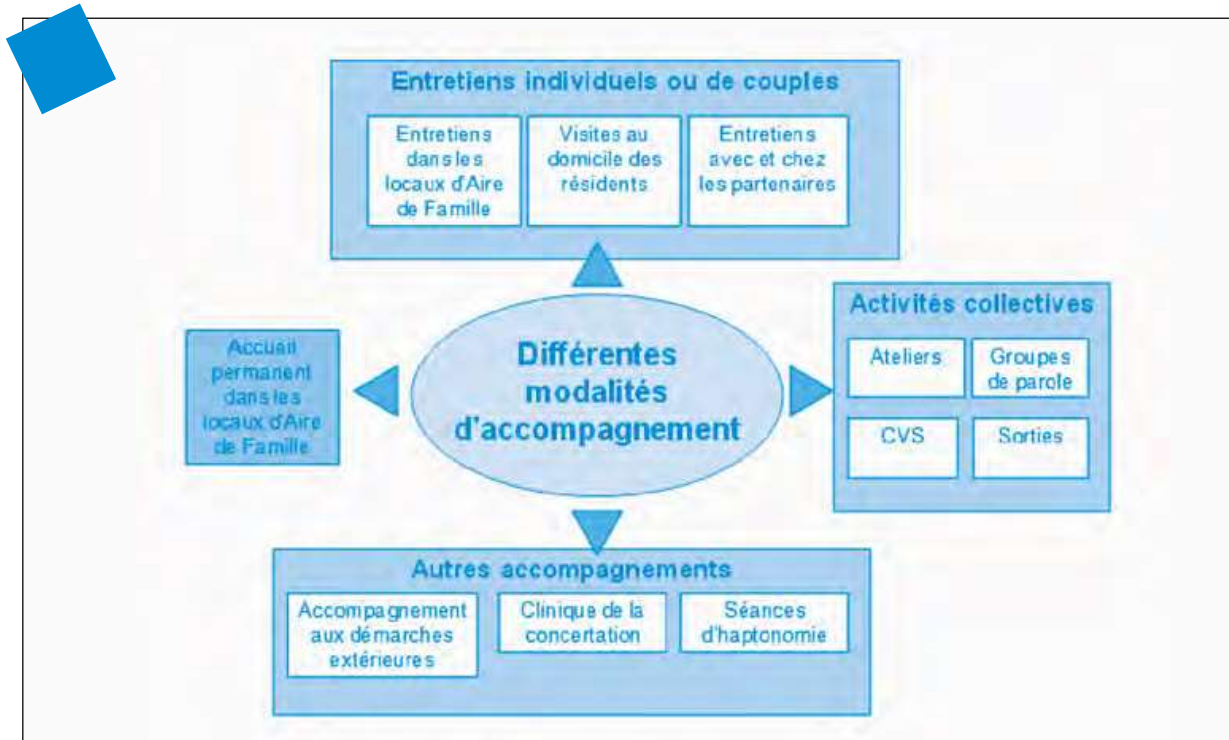 Entretiens individuels ou de couples
Entretiens
dans les
locaux d'Aire
de Famille
Visites au
domicile des
résidents
Entretiens
avec et chez
les partenaires
Accueil
permanent
dans les
locaux d'Aire
de Famille
Différentes
modalités
d'accompagnement
Activités collectives
Ateliers
Groupes
de parole
CVS
Sorties
Autres accompagnements
Accompagnement
aux démarches
extérieures
Clinique de la
concertation
Séances
d'haptonomie